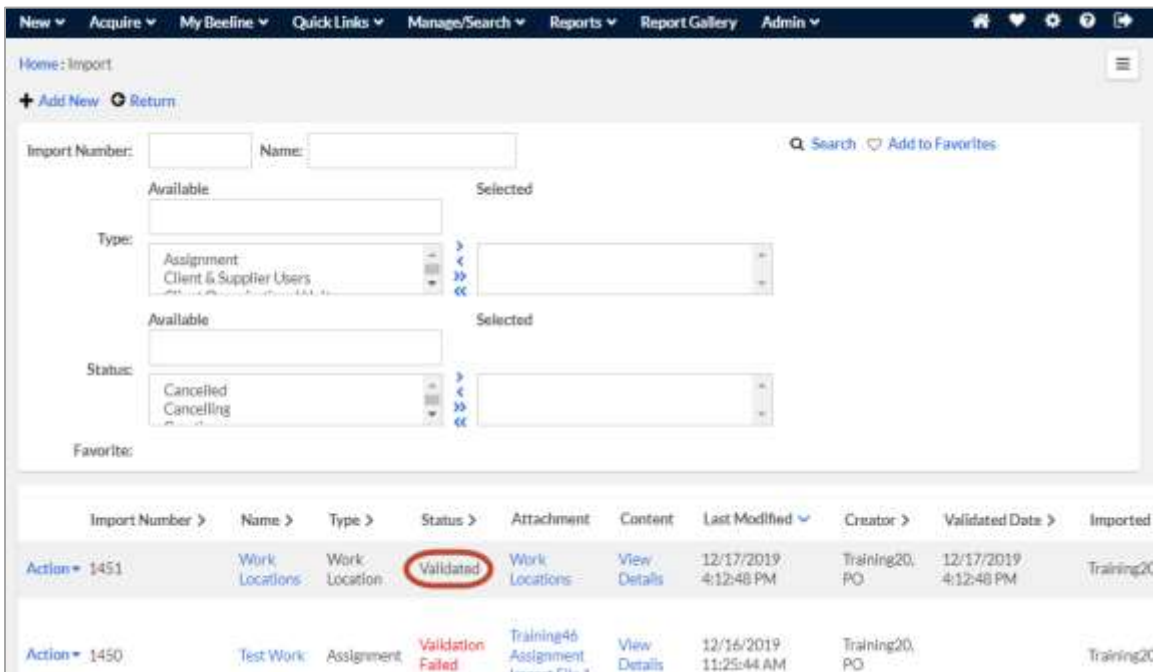 New Acquire My Beeline Quick Links Manage/Search Reports Report Gallery Admin
Home : Import
Add New Return
Import Number: Name: Search Add to Favorites
Available Selected
Type:
Assignment
Client & Supplier Users
Available Selected
Status:
Cancelled
Cancelling
Favorite:
Import Number > Name > Type > Status > Attachment Content Last Modified Creator > Validated Date > Imported
Action 1451 Work Locations Work Location Validated Work Locations View Details 12/17/2019 4:12:48 PM Training20, PO 12/17/2019 4:12:48 PM Training20
Action 1450 Test Work Assignment Validation Failed Training46 Assignment View Details 12/16/2019 11:25:44 AM Training20, PO Training20